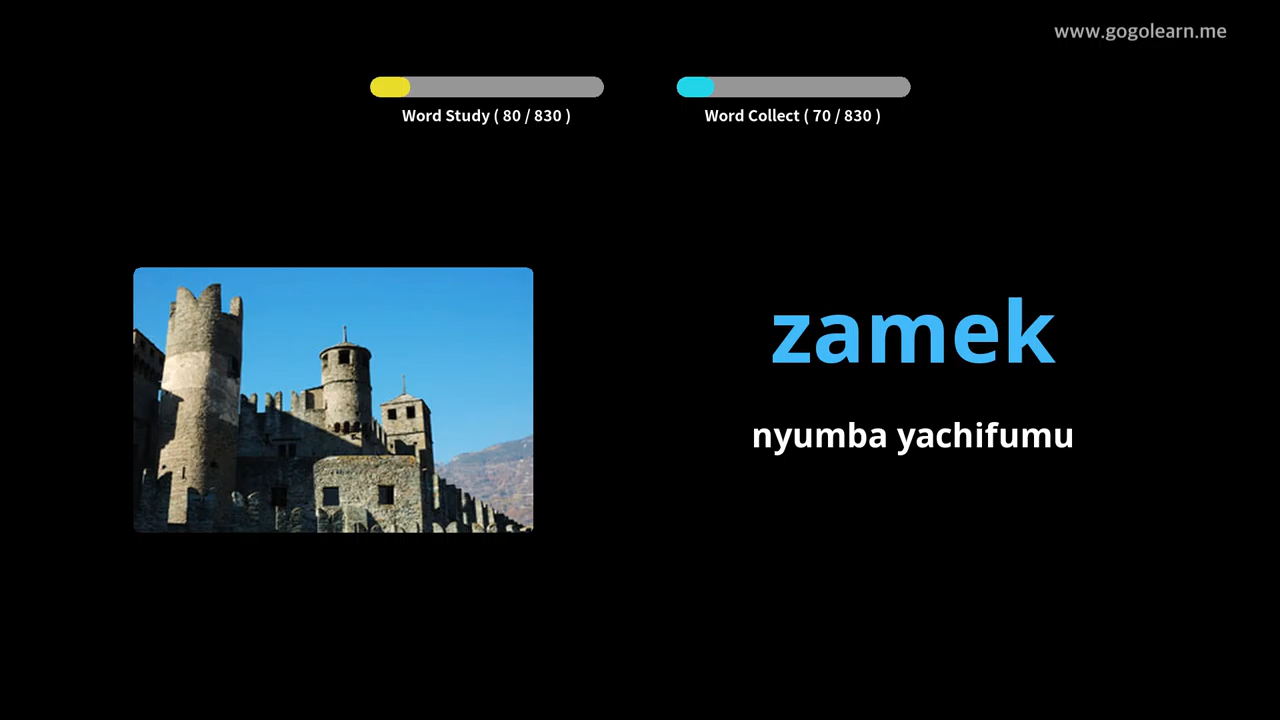 www.gogolearn.me
Word Study ( 80 / 830 )
Word Collect ( 70 / 830 )
zamek
nyumba yachifumu